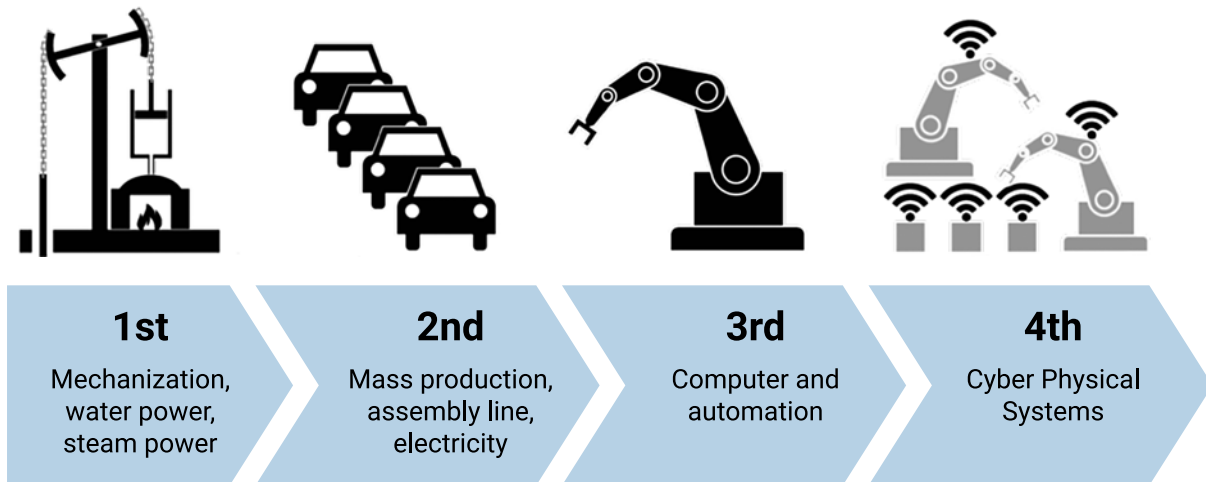 1st
Mechanization,
water power,
steam power
2nd
Mass production,
assembly line,
electricity
3rd
Computer and
automation
4th
Cyber Physical
Systems